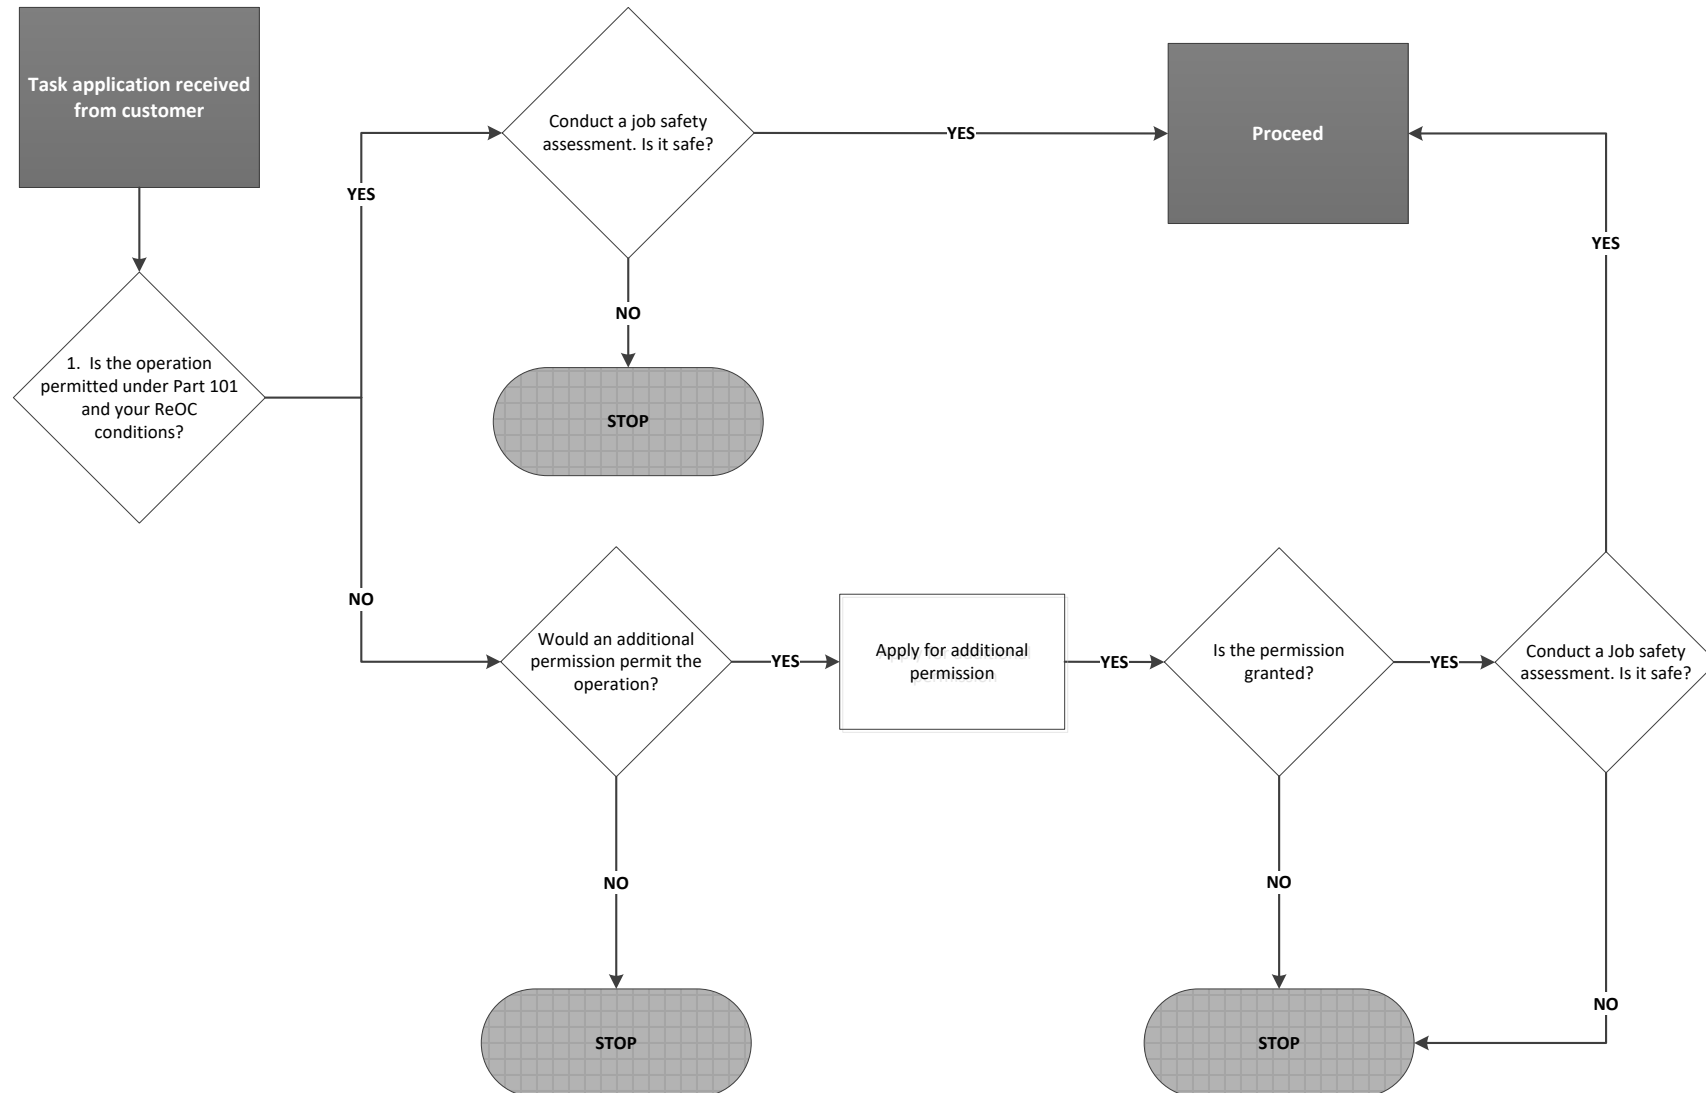 Task application received
from customer
Conduct a job safety
assessment. Is it safe?
YES
Proceed
YES
YES
NO
1. Is the operation
permitted under Part 101
and your ReOC
conditions?
STOP
NO
Would an additional
permission permit the
operation?
YES
Apply for additional
permission
YES
Is the permission
granted?
YES
Conduct a Job safety
assessment. Is it safe?
NO
NO
NO
STOP
STOP